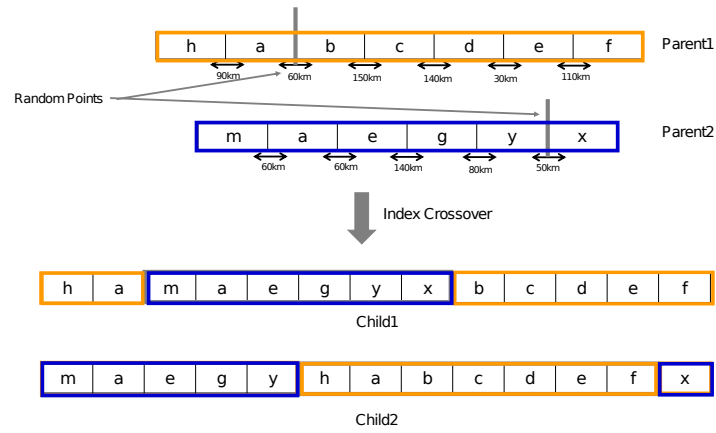 h a b c d e f Parent1
90km 60km 150km 140km 30km 110km
Random Points
m a e g y x Parent2
60km 60km 140km 80km 50km
Index Crossover
h a m a e g y x b c d e f
Child1
m a e g y h a b c d e f x
Child2